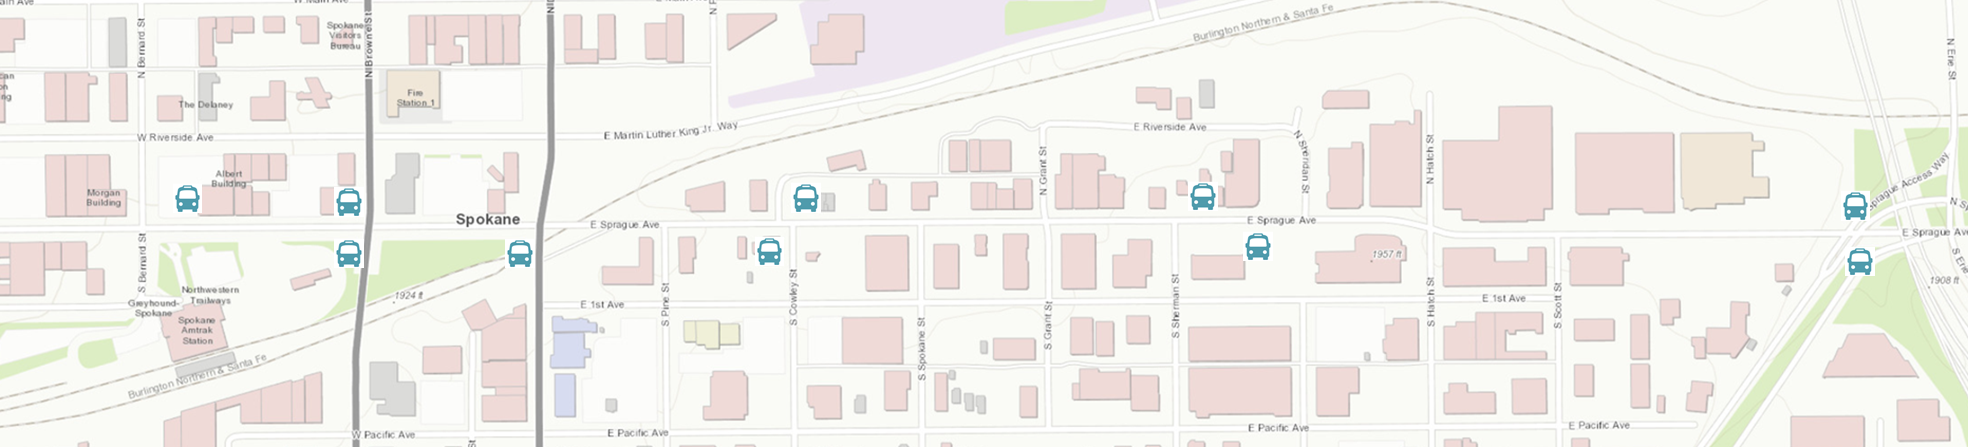 W Main Ave
Spokane
Visitors
Bureau
N Bernard St
N Browne St
Burlington Northern & Santa Fe
N Erie St
Fire
Station 1
The Delaney
W Riverside Ave
E Martin Luther King Jr. Way
E Riverside Ave
N Grant St
N Sheridan St
N Hatch St
Albert
Building
Morgan
Building
Sprague Access Way
Spokane
E Sprague Ave
E Sprague Ave
E Sprague Ave
S Bernard St
1957 ft
1908 ft
Northwestern
Trailways
Greyhound-
Spokane
Spokane
Amtrak
Station
1924 ft
E 1st Ave
E 1st Ave
S Pine St
S Cowley St
S Spokane St
S Grant St
S Sherman St
S Hatch St
S Scott St
Burlington Northern & Santa Fe
W Pacific Ave
E Pacific Ave
E Pacific Ave
E Pacific Ave